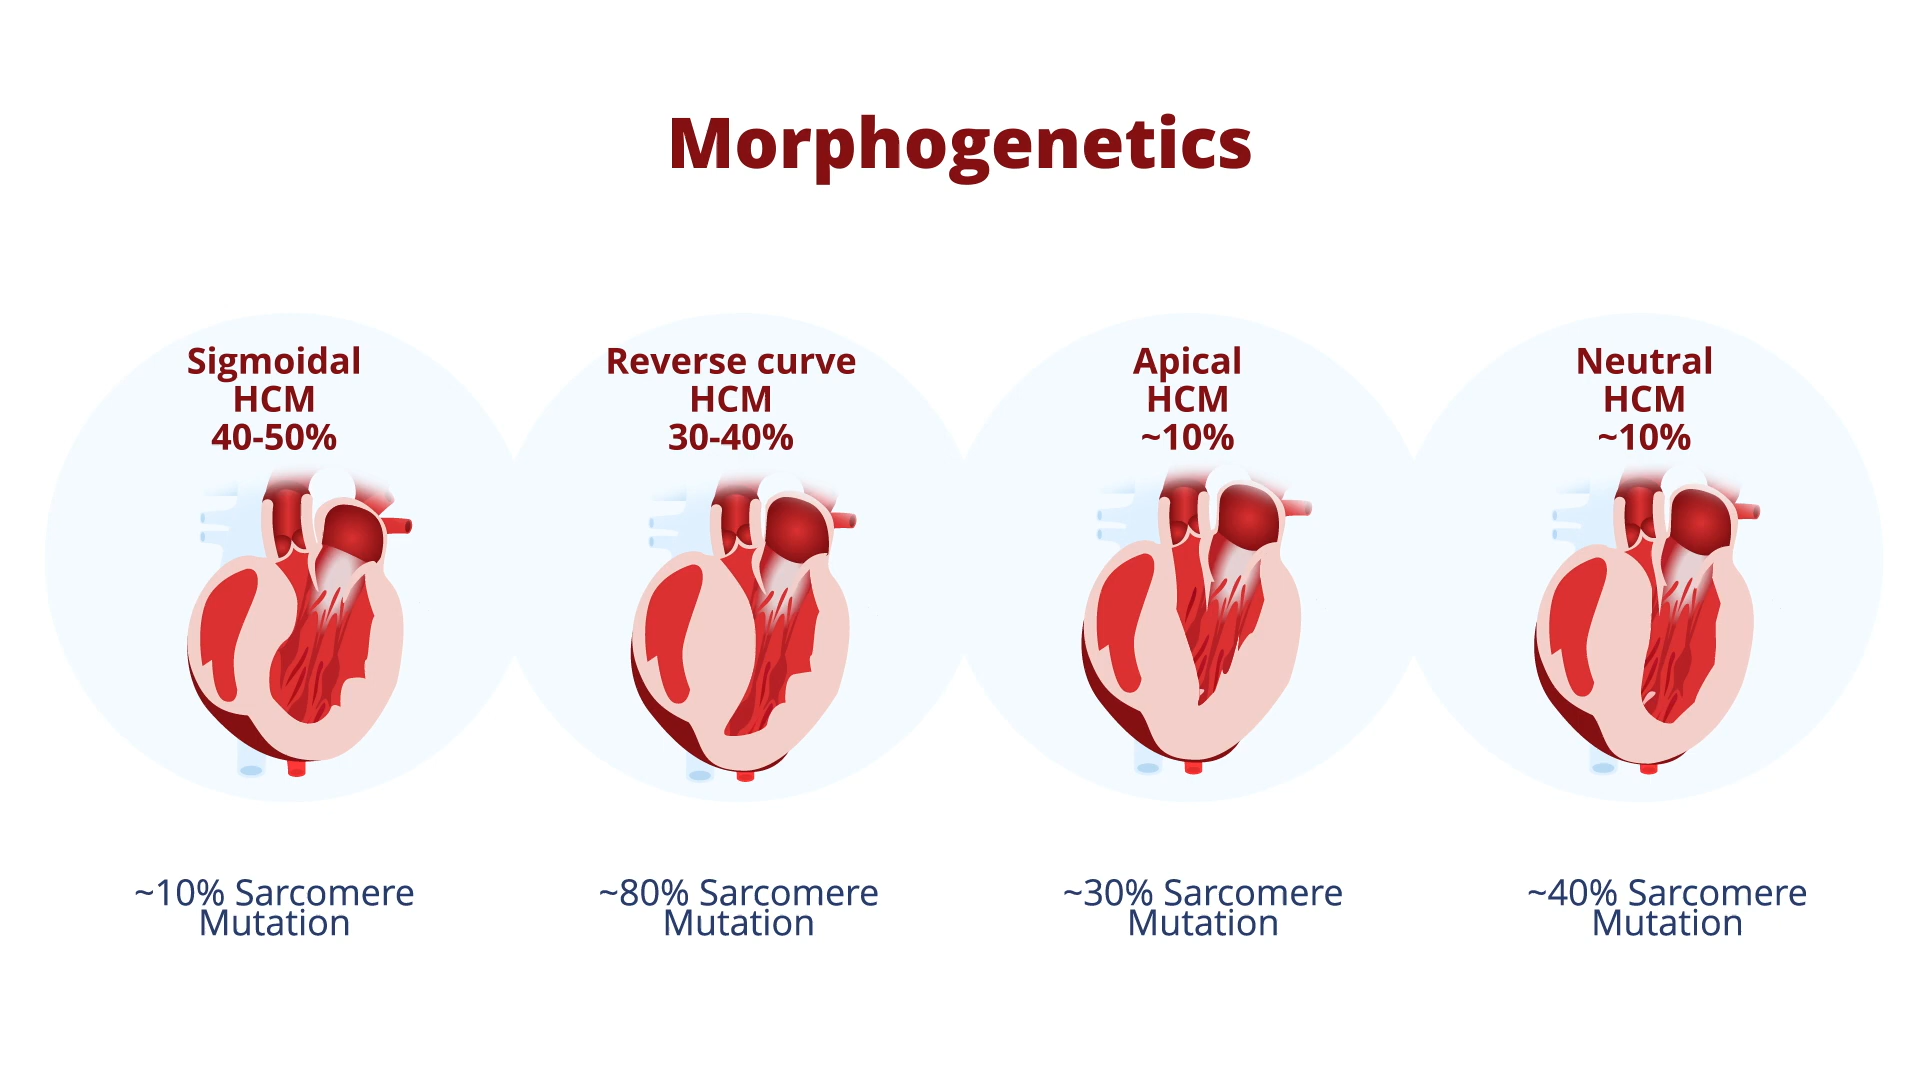 Morphogenetics
Sigmoidal
HCM
40-50%
~10% Sarcomere
Mutation
Reverse curve
HCM
30-40%
~80% Sarcomere
Mutation
Apical
HCM
~10%
~30% Sarcomere
Mutation
Neutral
HCM
~10%
~40% Sarcomere
Mutation